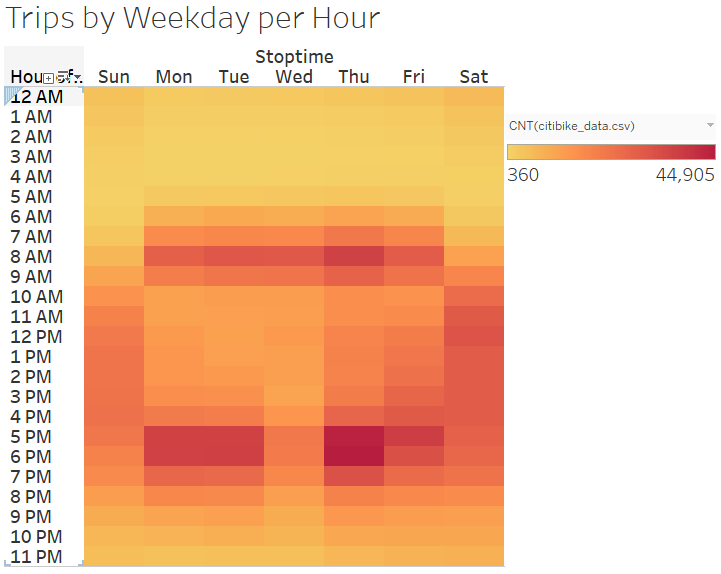 Trips by Weekday per Hour
Stoptime
Sun Mon Tue Wed Thu Fri Sat
12 AM
1 AM
2 AM
3 AM
4 AM
5 AM
6 AM
7 AM
8 AM
9 AM
10 AM
11 AM
12 PM
1 PM
2 PM
3 PM
4 PM
5 PM
6 PM
7 PM
8 PM
9 PM
10 PM
11 PM
CNT(citibike_data.csv)
360 44,905